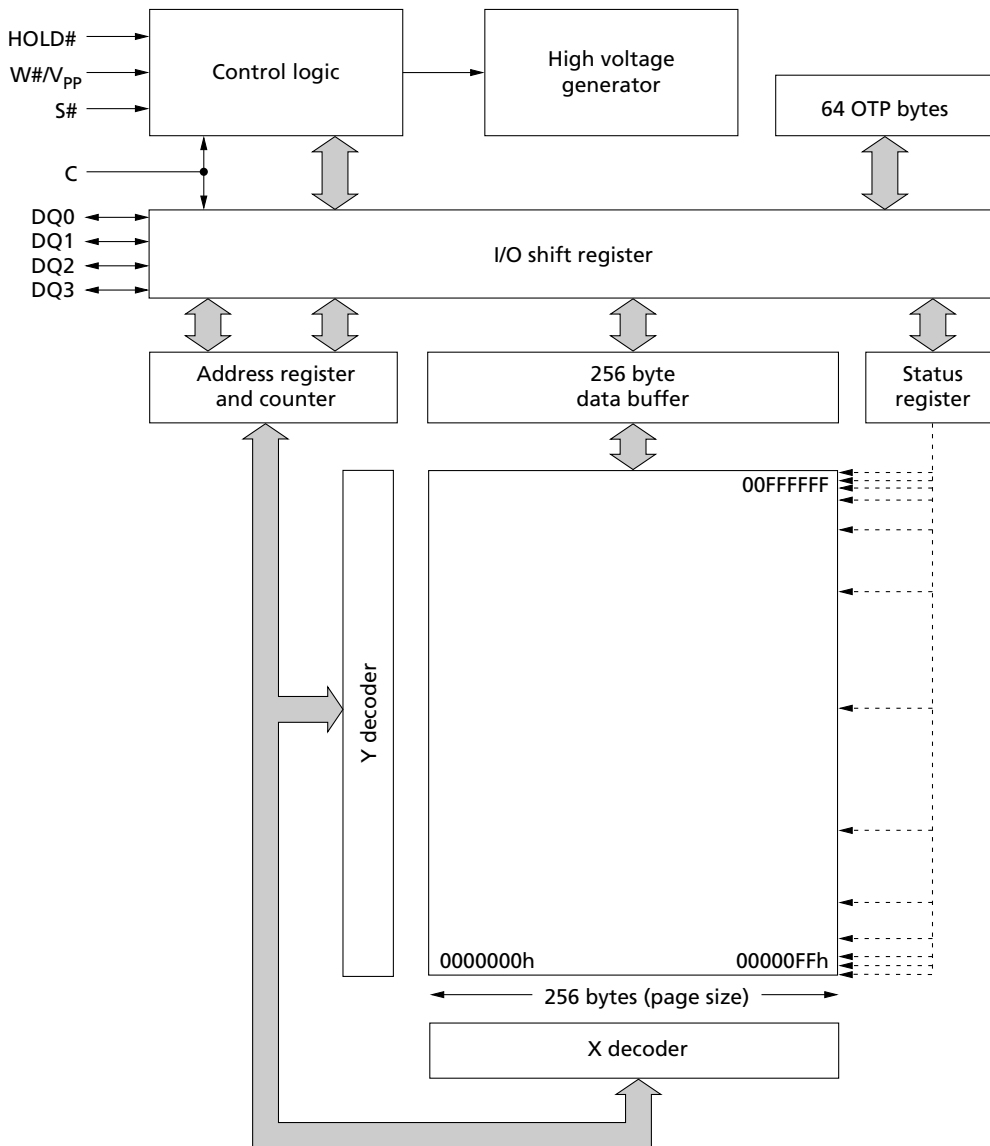 HOLD#
W#/VPP
S#
Control logic
High voltage
generator
64 OTP bytes
C
DQ0
DQ1
DQ2
DQ3
I/O shift register
Address register
and counter
256 byte
data buffer
Status
register
00FFFFFF
Y decoder
0000000h
00000FFh
256 bytes (page size)
X decoder